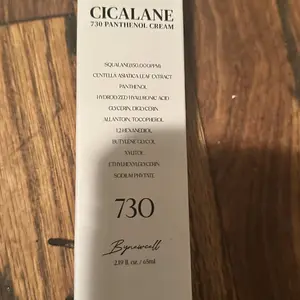 CICALANE
730 PANTHENOL CREAM
SQUALANE(50,000PPM)
CENTELLA ASIATICA LEAF EXTRACT
PANTHENOL
HYDROLYZED HYALURONIC ACID
GLYCERIN, DIGLYCERIN
ALLANTOIN, TOCOPHEROL
1,2-HEXANEDIOL
BUTYLENE GLYCOL
XYLITOL
ETHYLHEXYLGLYCERIN
SODIUM PHYTATE
730
Bynewcell
2.19 fl. oz. / 65ml